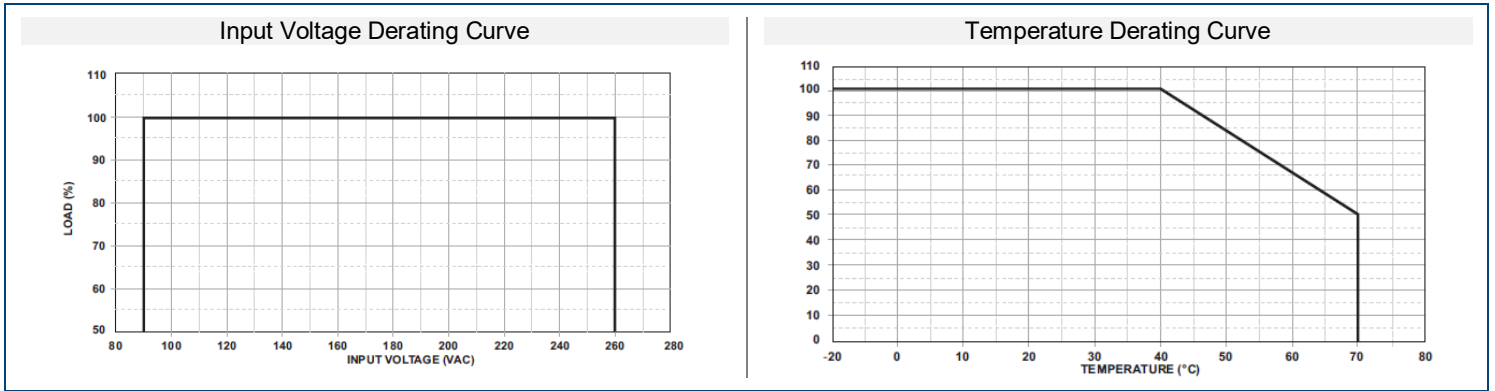 Input Voltage Derating Curve
110
100
90
80
70
60
50
LOAD (%)
80 100 120 140 160 180 200 220 240 260 280
INPUT VOLTAGE (VAC)
Temperature Derating Curve
110
100
90
80
70
60
50
40
30
20
10
0
-20 0 10 20 30 40 50 60 70 80
TEMPERATURE (°C)